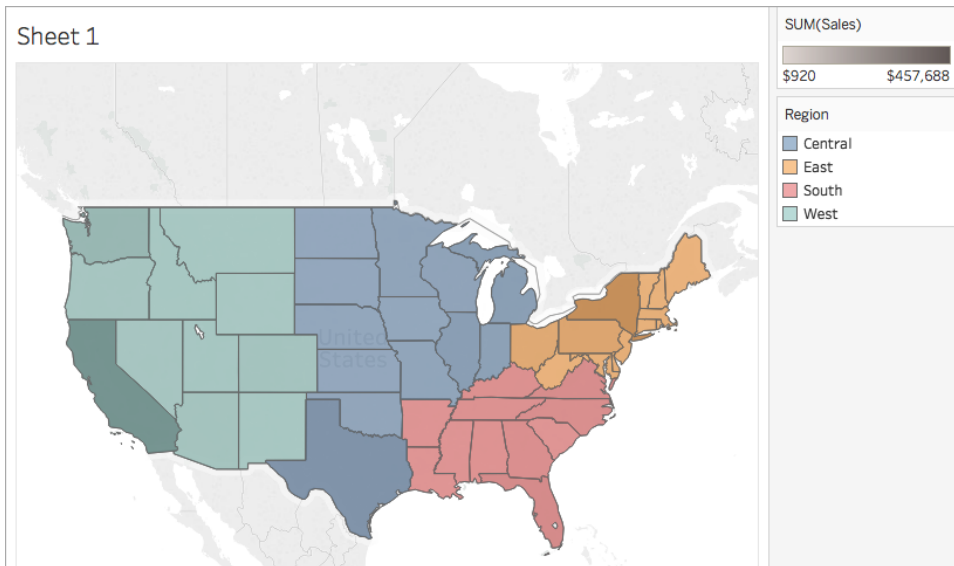 Sheet 1
United
States
SUM(Sales)
$920 $457,688
Region
Central
East
South
West